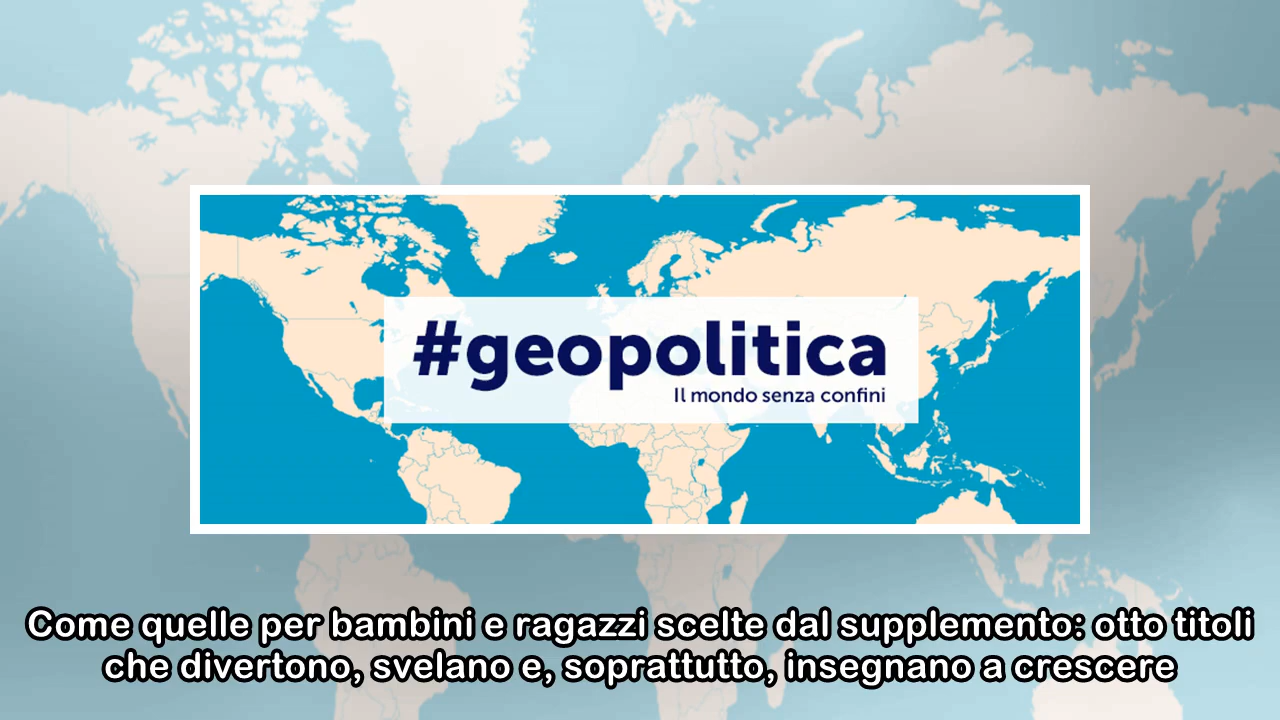 #geopolitica
Il mondo senza confini
Come quelle per bambini e ragazzi scelte dal supplemento: otto titoli
che divertono, svelano e, soprattutto, insegnano a crescere